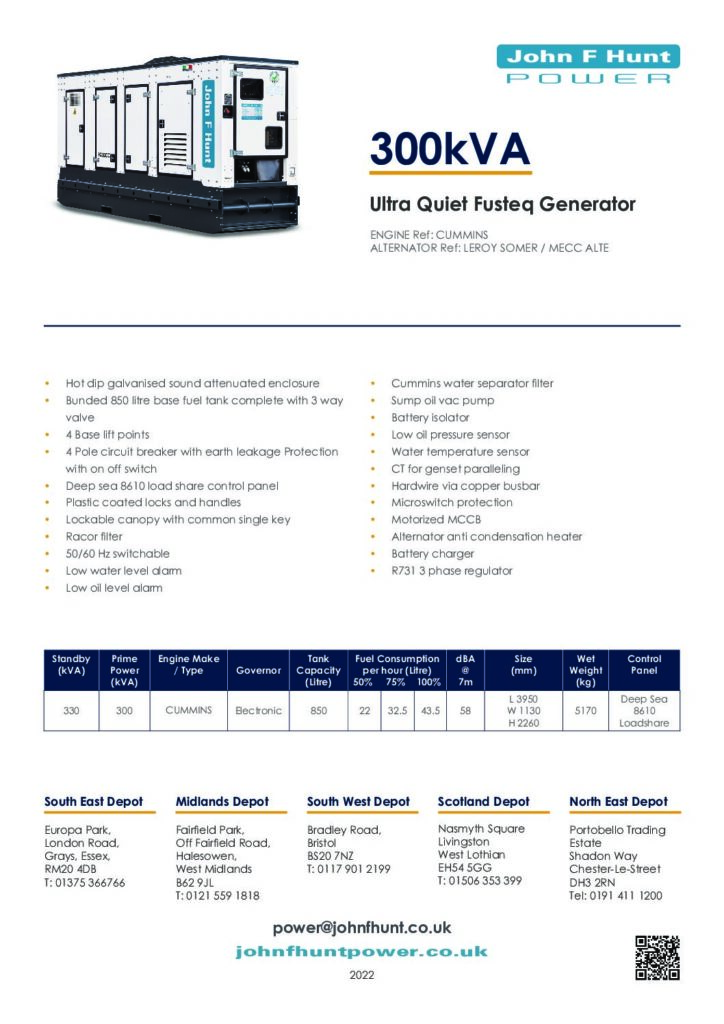 John F Hunt
POWER
John F Hunt
300kVA
Ultra Quiet Fusteq Generator
ENGINE Ref: CUMMINS
ALTERNATOR Ref: LEROY SOMER / MECC ALTE
• Hot dip galvanised sound attenuated enclosure
• Bunded 850 litre base fuel tank complete with 3 way
valve
• 4 Base lift points
• 4 Pole circuit breaker with earth leakage Protection
with on off switch
• Deep sea 8610 load share control panel
• Plastic coated locks and handles
• Lockable canopy with common single key
• Racor filter
• 50/60 Hz switchable
• Low water level alarm
• Low oil level alarm
• Cummins water separator filter
• Sump oil vac pump
• Battery isolator
• Low oil pressure sensor
• Water temperature sensor
• CT for genset paralleling
• Hardwire via copper busbar
• Microswitch protection
• Motorized MCCB
• Alternator anti condensation heater
• Battery charger
• R731 3 phase regulator
Standby (kVA) Prime Power (kVA) Engine Make / Type Governor Tank Capacity (Litre) Fuel Consumption per hour (Litre) 50% 75% 100% dBA @ 7m Size (mm) Wet Weight (kg) Control Panel
330 300 CUMMINS Electronic 850 22 32.5 43.5 58 L 3950 W 1130 H 2260 5170 Deep Sea 8610 Loadshare
South East Depot
Europa Park,
London Road,
Grays, Essex,
RM20 4DB
T: 01375 366766
Midlands Depot
Fairfield Park,
Off Fairfield Road,
Halesowen,
West Midlands
B62 9JL
T: 0121 559 1818
South West Depot
Bradley Road,
Bristol
BS20 7NZ
T: 0117 901 2199
Scotland Depot
Nasmyth Square
Livingston
West Lothian
EH54 5GG
T: 01506 353 399
North East Depot
Portobello Trading
Estate
Shadon Way
Chester-Le-Street
DH3 2RN
Tel: 0191 411 1200
power@johnfhunt.co.uk
johnfhuntpower.co.uk
2022